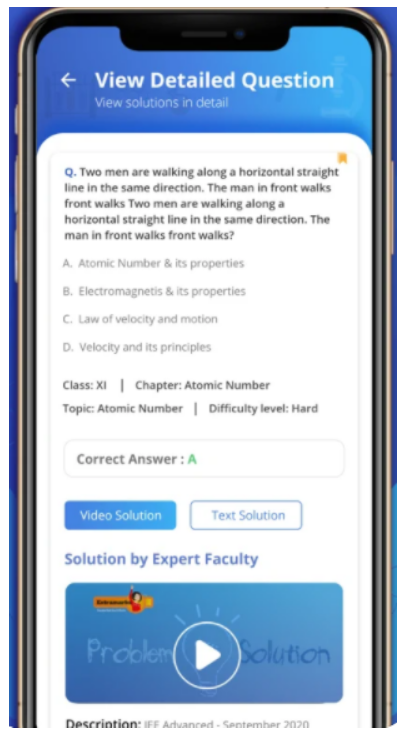 View Detailed Question
View solutions in detail
Q. Two men are walking along a horizontal straight
line in the same direction. The man in front walks
front walks Two men are walking along a
horizontal straight line in the same direction. The
man in front walks front walks?
A. Atomic Number & its properties
B. Electromagnetis & its properties
C. Law of velocity and motion
D. Velocity and its principles
Class: XI | Chapter: Atomic Number
Topic: Atomic Number | Difficulty level: Hard
Correct Answer : A
Video Solution Text Solution
Solution by Expert Faculty
Problem Solution
Description: JEE Advanced - September 2020